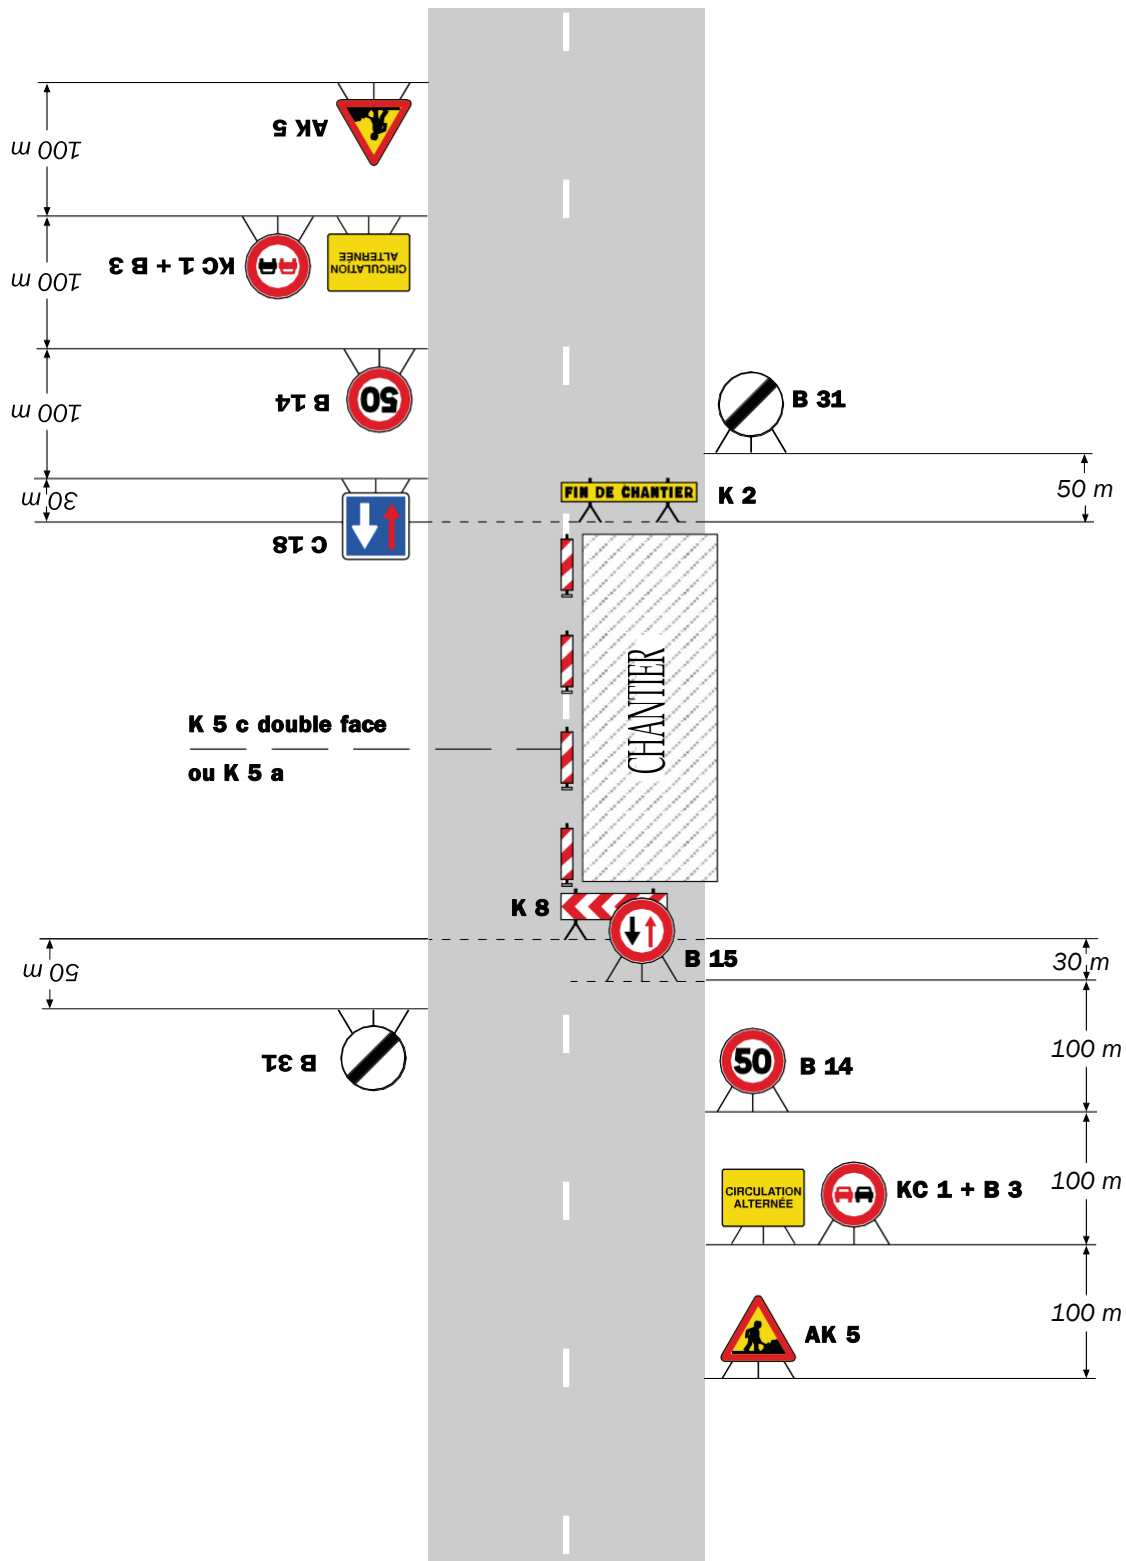 AK 5
100 m
KC 1 + B 3
CIRCULATION
ALTERNÉE
100 m
B 14
50
100 m
B 31
50 m
30 m
C 18
FIN DE CHANTIER
K 2
CHANTIER
K 5 c double face
ou K 5 a
K 8
B 15
30 m
50 m
B 31
50
B 14
100 m
CIRCULATION
ALTERNÉE
KC 1 + B 3
100 m
AK 5
100 m